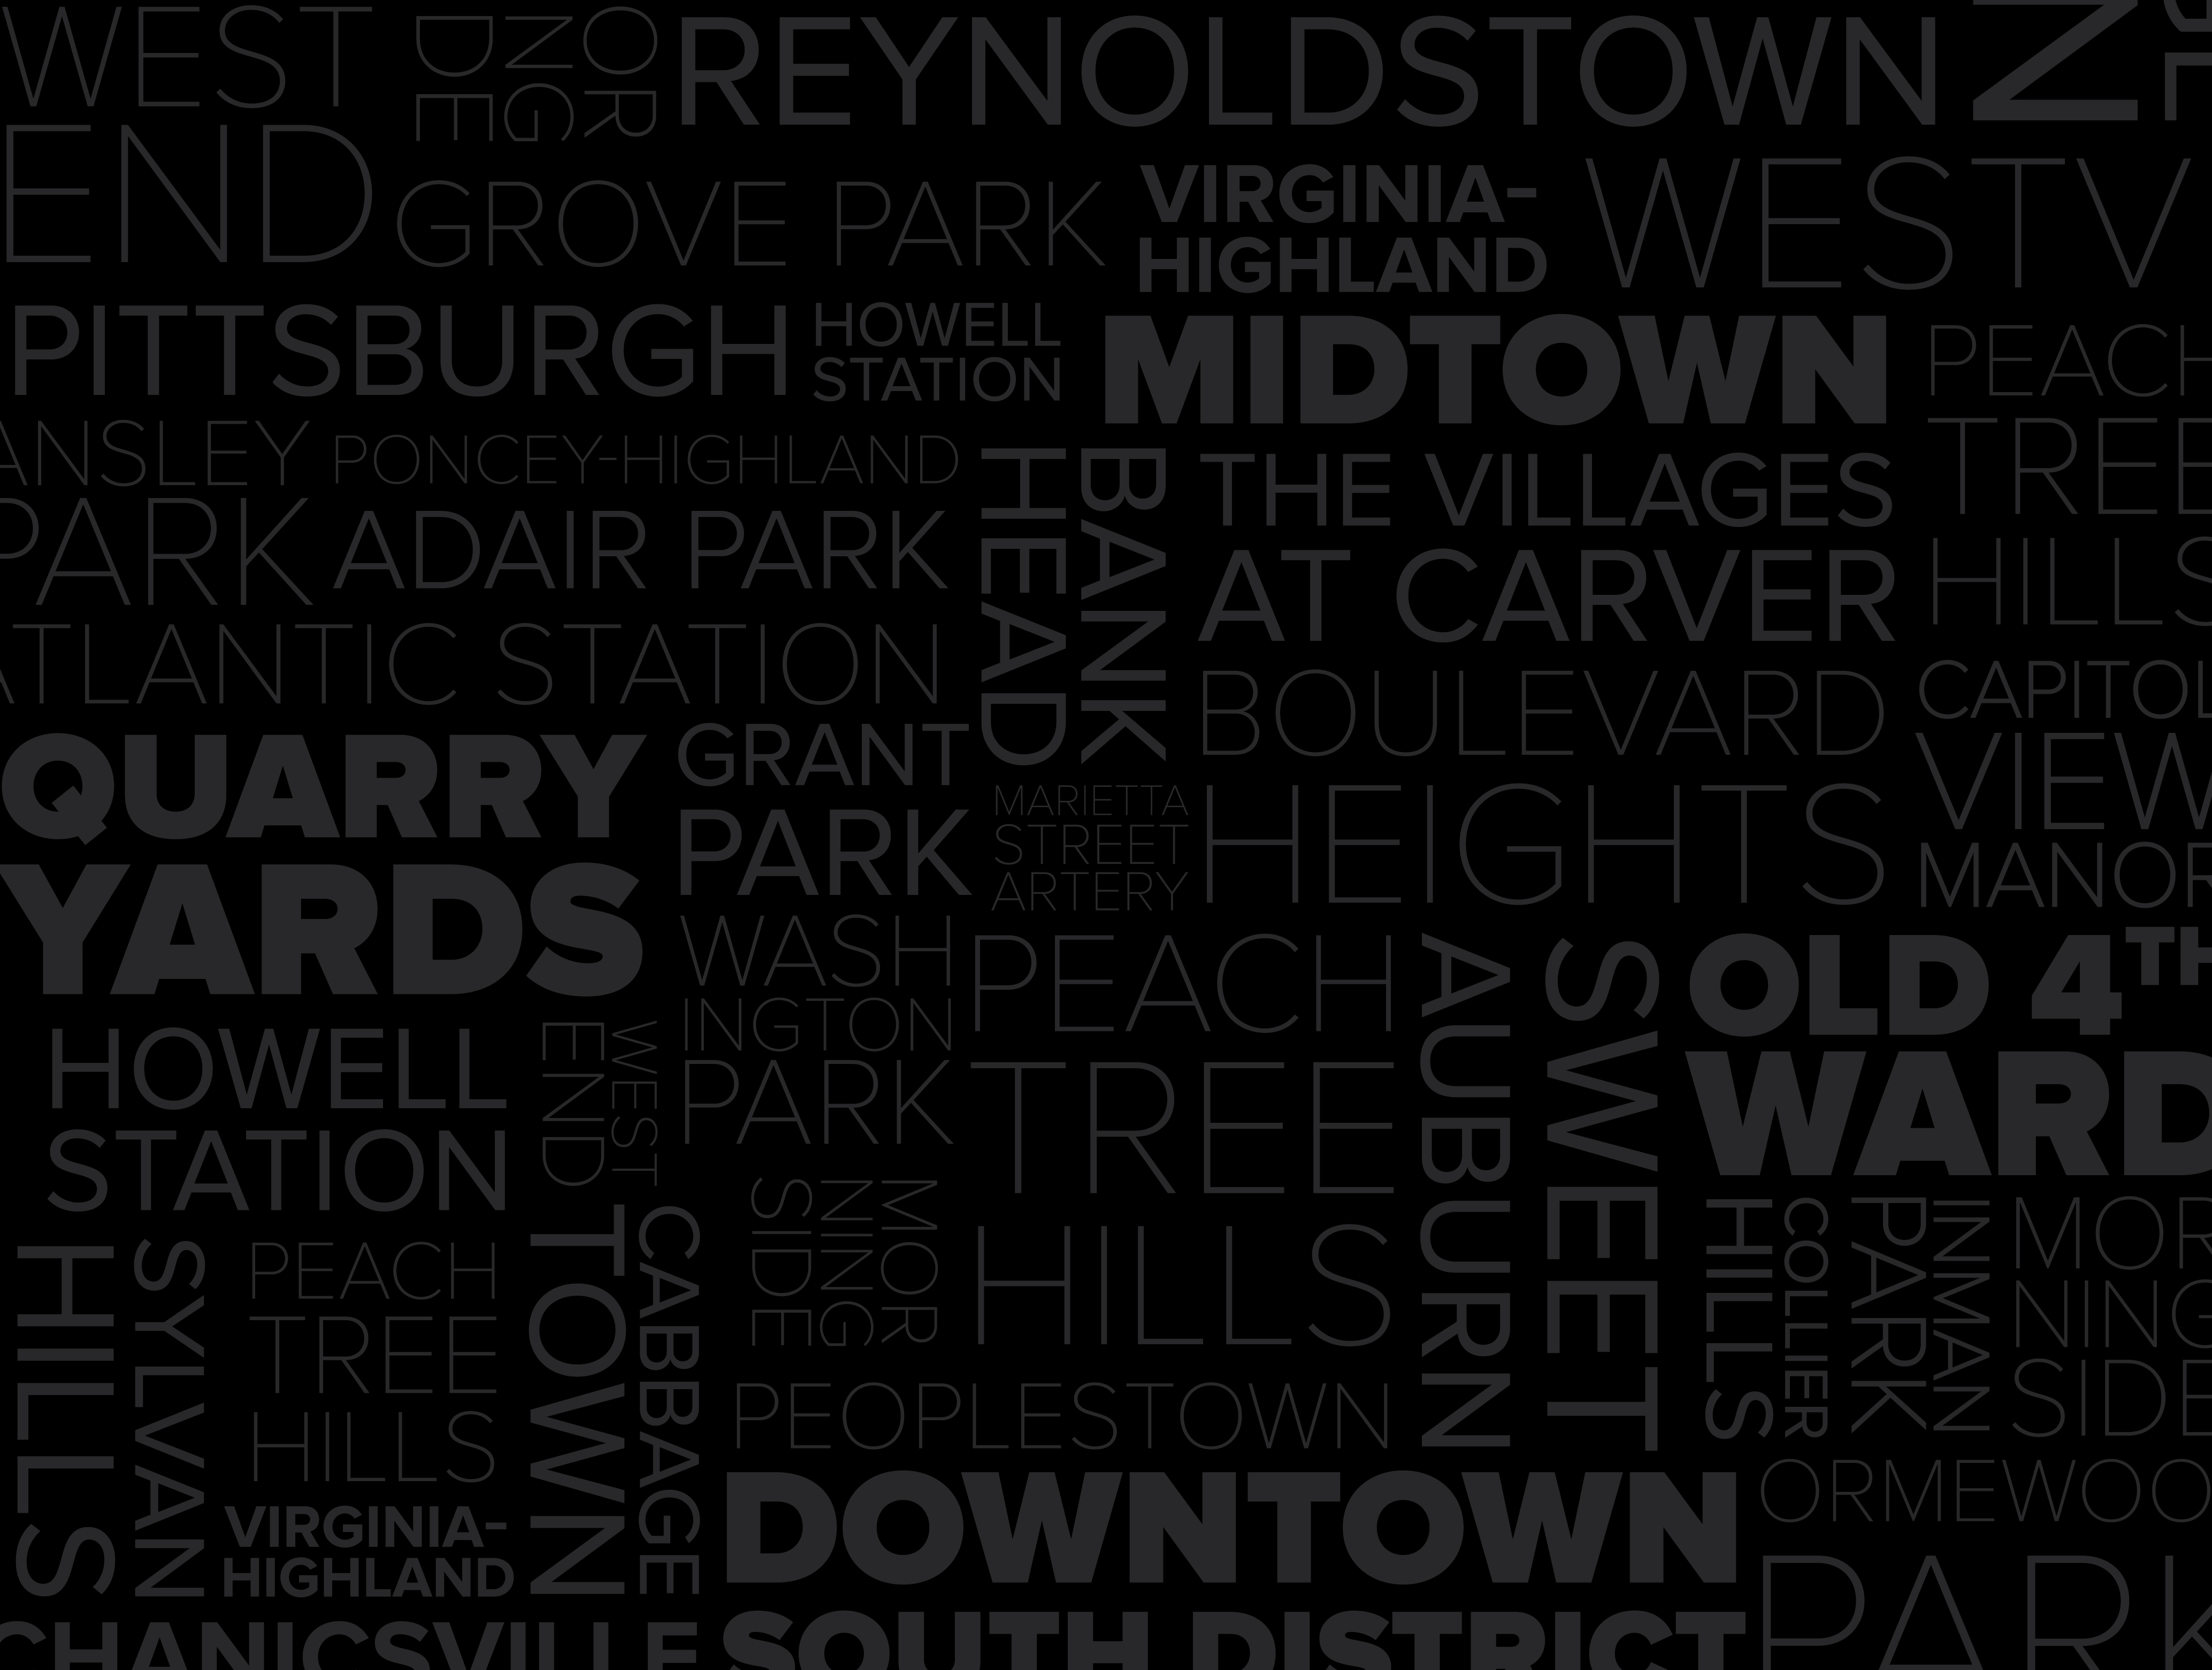 WEST
END
NOR
ING
DE
REYNOLDSTOWN
GROVE PARK
VIRGINIA-
HIGHLAND
WESTV
PITTSBURGH
HOWELL
STATION
MIDTOWN
PEACH
TREE
HILLS
ANSLEY
PARK
PONCEY-HIGHLAND
ADAIR PARK
BANK
HEAD
THE VILLAGES
AT CARVER
ATLANTIC STATION
BOULEVARD
HEIGHTS
CAPITOL
VIEW
MANOR
QUARRY
YARDS
GRANT
PARK
MARIETTA
STREET
ARTERY
WASH
INGTON
PARK
PEACH
TREE
HILLS
SWEET
AUBURN
OLD 4TH
WARD
HOWELL
STATION
WEST
END
SYLVAN
HILLS
PEACH
TREE
HILLS
CABBAGE
TOWN
MOR
NING
SIDE
COLLIER
HILLS
INMAN
PARK
MOR
NING
SIDE
PEOPLESTOWN
VIRGINIA-
HIGHLAND
DOWNTOWN
ORMEWOO
PARK
CHANICSVILLE
SOUTH DISTRICT